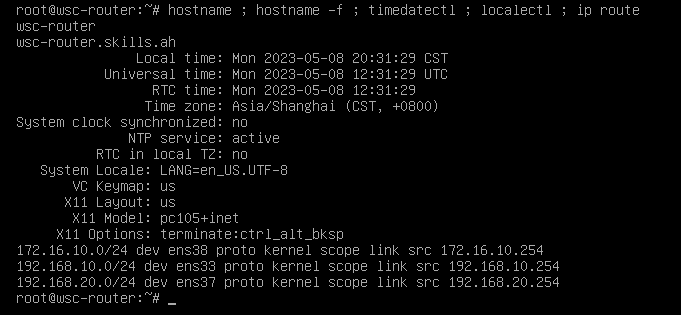 root@wsc-router:~# hostname ; hostname -f ; timedatectl ; localectl ; ip route
wsc-router
wsc-router.skills.ah
Local time: Mon 2023-05-08 20:31:29 CST
Universal time: Mon 2023-05-08 12:31:29 UTC
RTC time: Mon 2023-05-08 12:31:29
Time zone: Asia/Shanghai (CST, +0800)
System clock synchronized: no
NTP service: active
RTC in local TZ: no
System Locale: LANG=en_US.UTF-8
VC Keymap: us
X11 Layout: us
X11 Model: pc105+inet
X11 Options: terminate:ctrl_alt_bksp
172.16.10.0/24 dev ens38 proto kernel scope link src 172.16.10.254
192.168.10.0/24 dev ens33 proto kernel scope link src 192.168.10.254
192.168.20.0/24 dev ens37 proto kernel scope link src 192.168.20.254
root@wsc-router:~# _